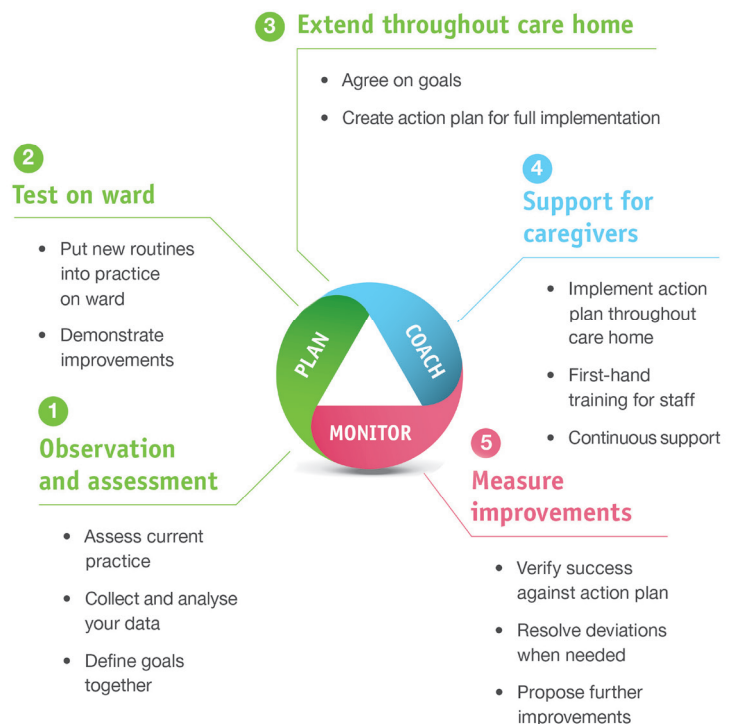 3 Extend throughout care home
• Agree on goals
• Create action plan for full implementation
2
Test on ward
• Put new routines
into practice
on ward
• Demonstrate
improvements
4
Support for
caregivers
• Implement action
plan throughout
care home
• First-hand
training for staff
• Continuous support
PLAN
COACH
MONITOR
1
Observation
and assessment
• Assess current
practice
• Collect and analyse
your data
• Define goals
together
5
Measure
improvements
• Verify success
against action plan
• Resolve deviations
when needed
• Propose further
improvements